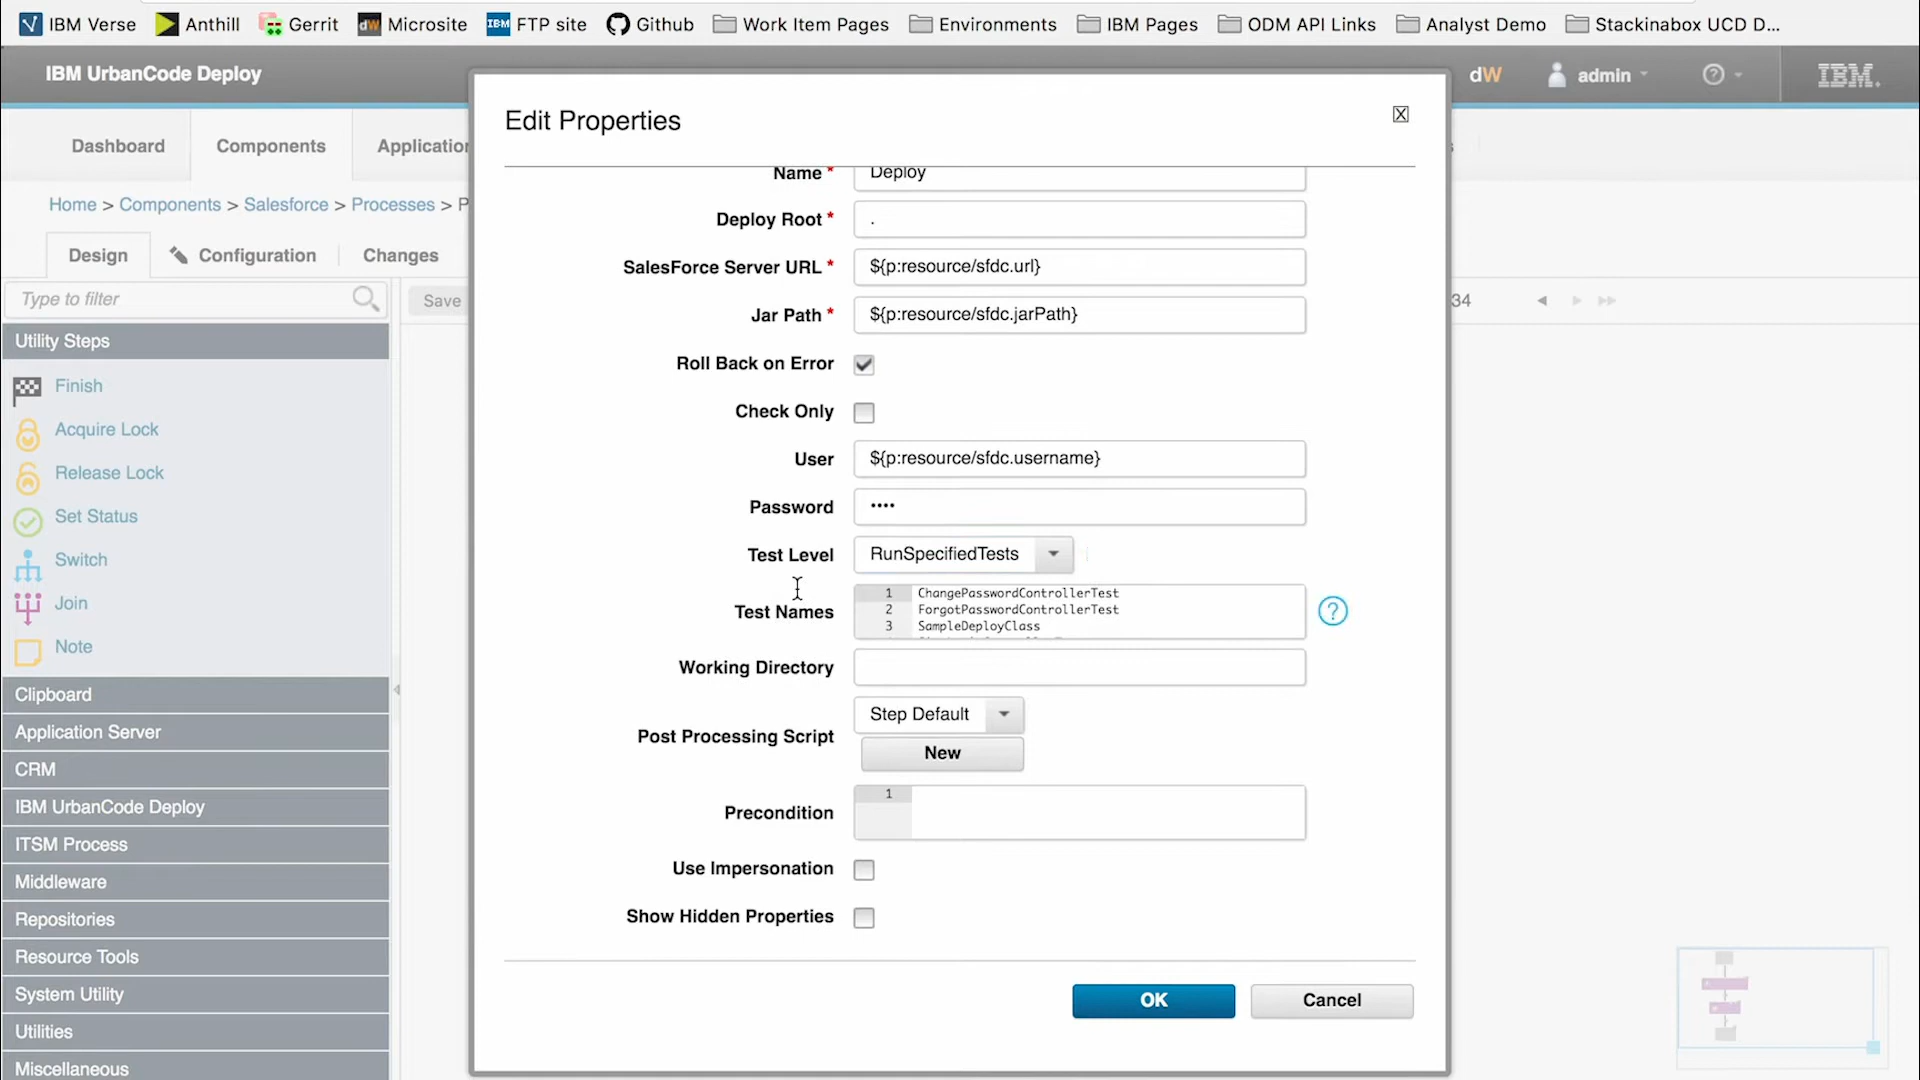 IBM Verse Anthill Gerrit Microsite FTP site Github Work Item Pages Environments IBM Pages ODM API Links Analyst Demo Stackinabox UCD D...
IBM UrbanCode Deploy
dW admin ? IBM
Dashboard Components Application
Home > Components > Salesforce > Processes > P
Design Configuration Changes
Type to filter
Save
34
Utility Steps
Finish
Acquire Lock
Release Lock
Set Status
Switch
Join
Note
Clipboard
Application Server
CRM
IBM UrbanCode Deploy
ITSM Process
Middleware
Repositories
Resource Tools
System Utility
Utilities
Miscellaneous
Edit Properties
Name * Deploy
Deploy Root * .
SalesForce Server URL * ${p:resource/sfdc.url}
Jar Path * ${p:resource/sfdc.jarPath}
Roll Back on Error
Check Only
User ${p:resource/sfdc.username}
Password ••••
Test Level RunSpecifiedTests
Test Names
1 ChangePasswordControllerTest
2 ForgotPasswordControllerTest
3 SampleDeployClass
?
Working Directory
Post Processing Script Step Default
New
Precondition 1
Use Impersonation
Show Hidden Properties
OK Cancel